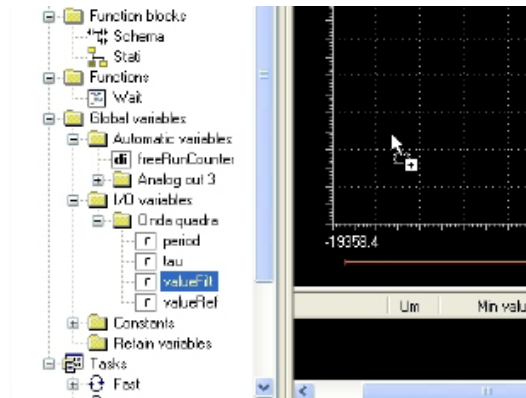 Function blocks
Schema
Stati
Functions
Wait
Global variables
Automatic variables
di freeRunCounter
Analog out 3
I/O variables
Onda quadra
r period
r tau
r valueFilt
r valueRef
Constants
Retain variables
Tasks
Fast
-19358.4
Um Min valu